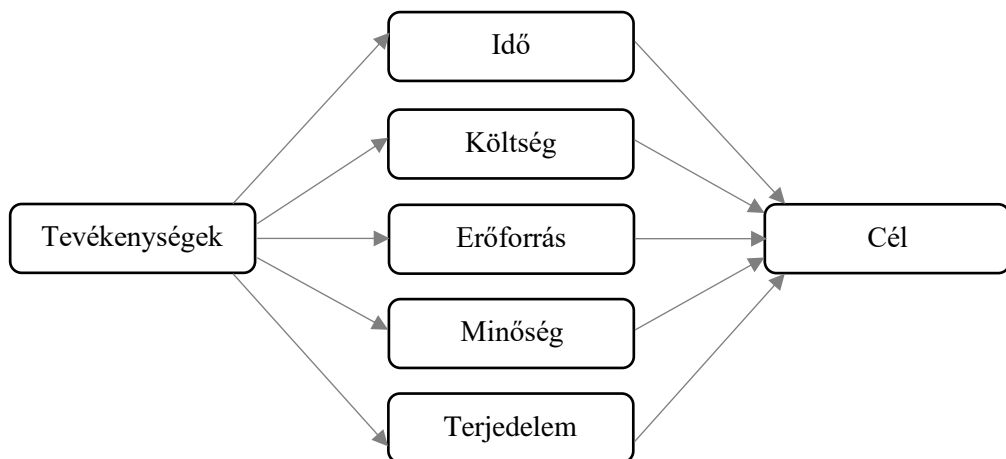 Idő
Költség
Tevékenységek
Erőforrás
Cél
Minőség
Terjedelem